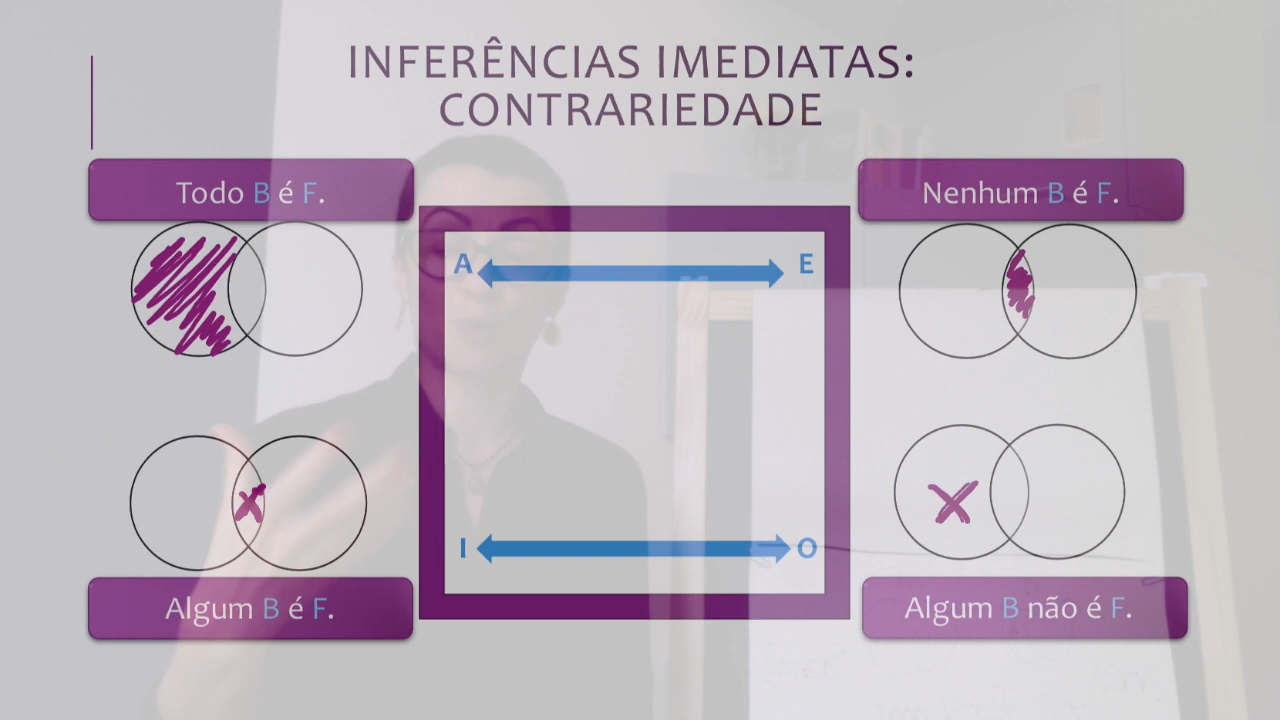 INFERÊNCIAS IMEDIATAS:
CONTRARIEDADE
Todo B é F.
Nenhum B é F.
A
E
I
O
Algum B é F.
Algum B não é F.